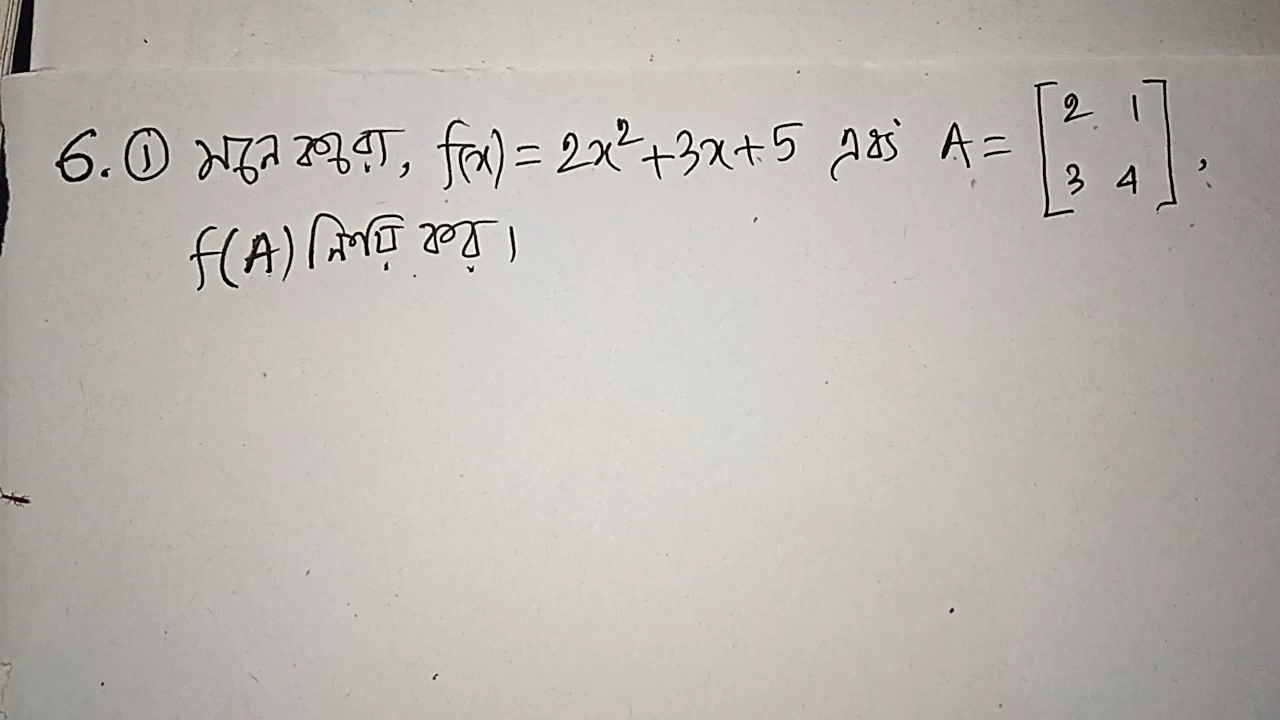 6. ① মনে করো, f(x) = 2x² + 3x + 5 এবং A = [2 1
3 4],
f(A) নির্ণয় কর।